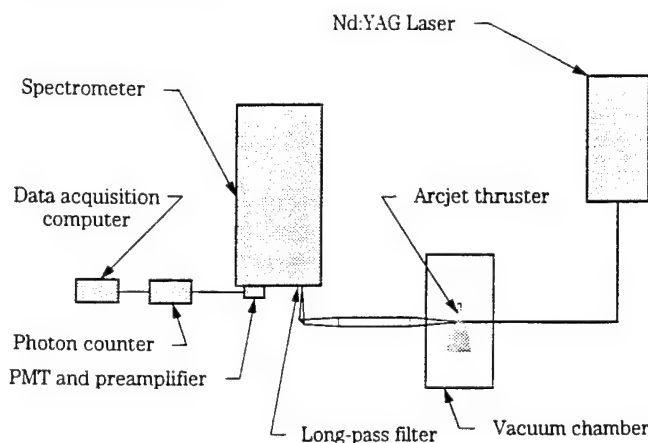 Nd:YAG Laser
Spectrometer
Data acquisition
computer
Arcjet thruster
Photon counter
PMT and preamplifier
Long-pass filter
Vacuum chamber